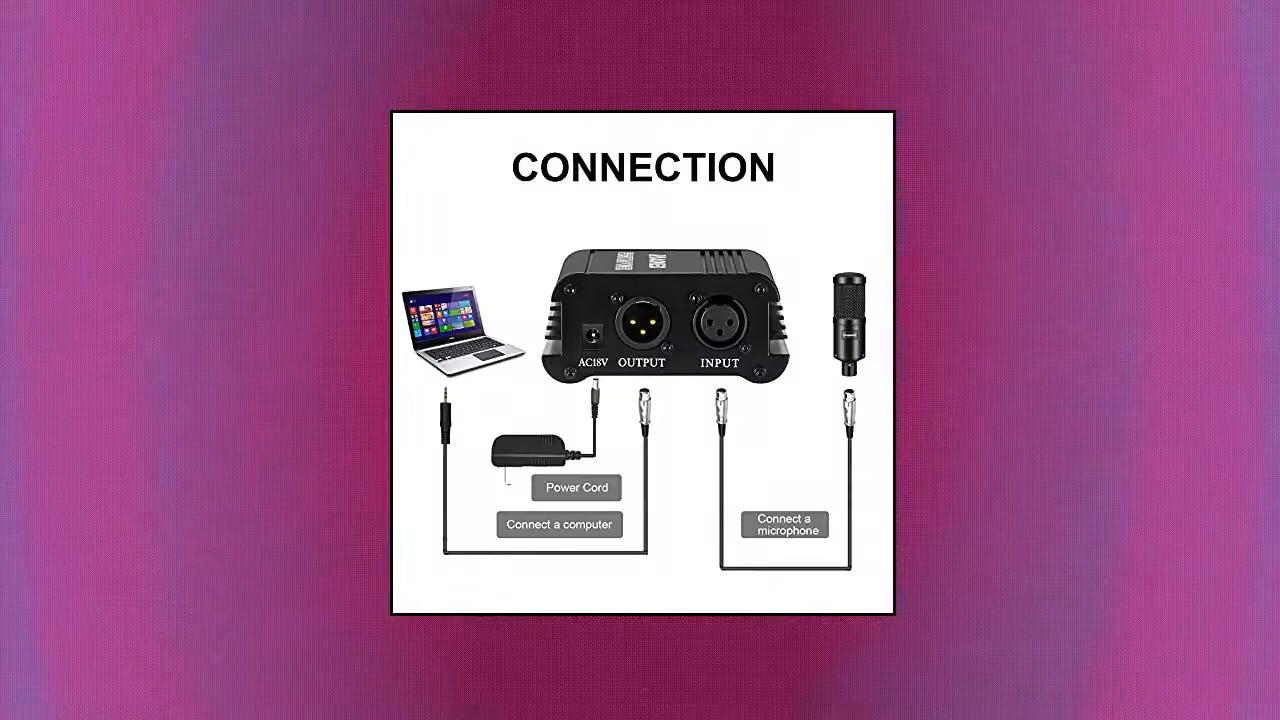 CONNECTION
AC18V OUTPUT INPUT
Power Cord
Connect a computer
Connect a
microphone